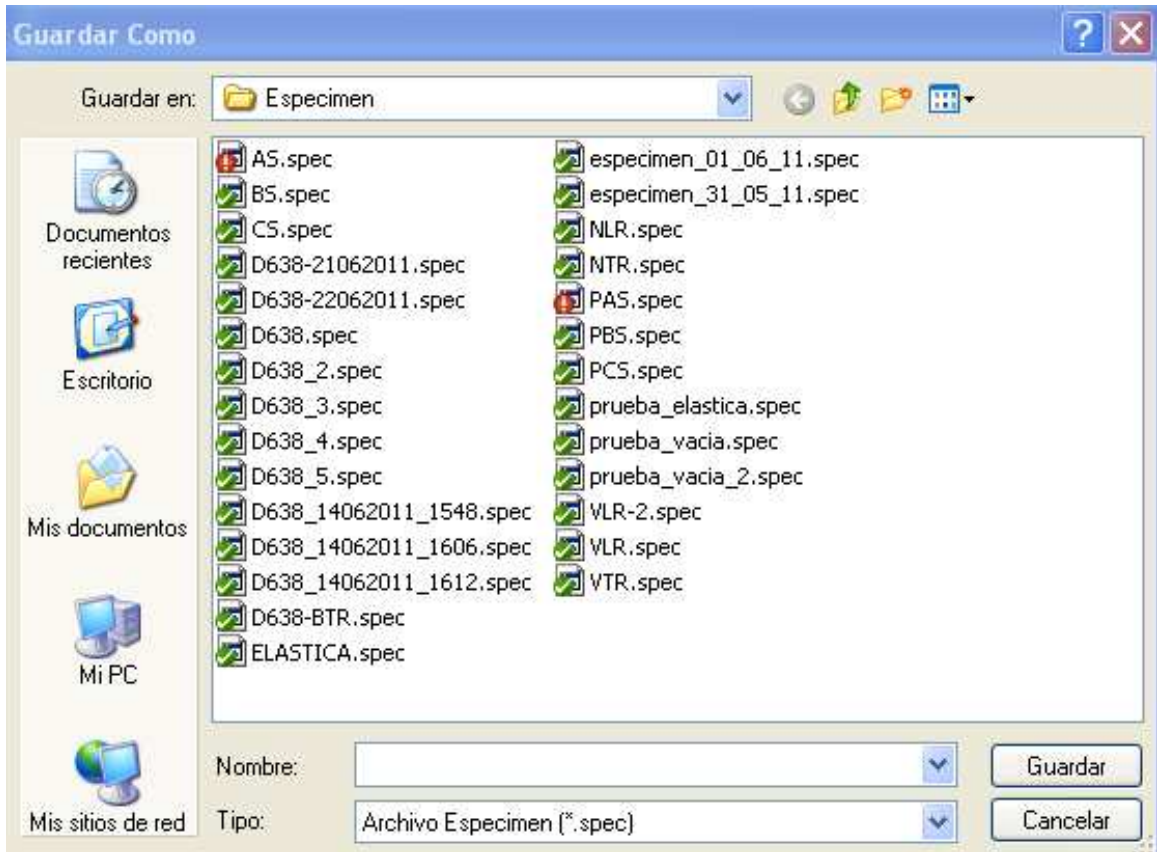 Guardar Como
Guardar en: Especimen
Documentos
recientes
Escritorio
Mis documentos
Mi PC
Mis sitios de red
AS.spec
BS.spec
CS.spec
D638-21062011.spec
D638-22062011.spec
D638.spec
D638_2.spec
D638_3.spec
D638_4.spec
D638_5.spec
D638_14062011_1548.spec
D638_14062011_1606.spec
D638_14062011_1612.spec
D638-BTR.spec
ELASTICA.spec
especimen_01_06_11.spec
especimen_31_05_11.spec
NLR.spec
NTR.spec
PAS.spec
PBS.spec
PCS.spec
prueba_elastica.spec
prueba_vacia.spec
prueba_vacia_2.spec
VLR-2.spec
VLR.spec
VTR.spec
Nombre:
Guardar
Tipo: Archivo Especimen (*.spec)
Cancelar